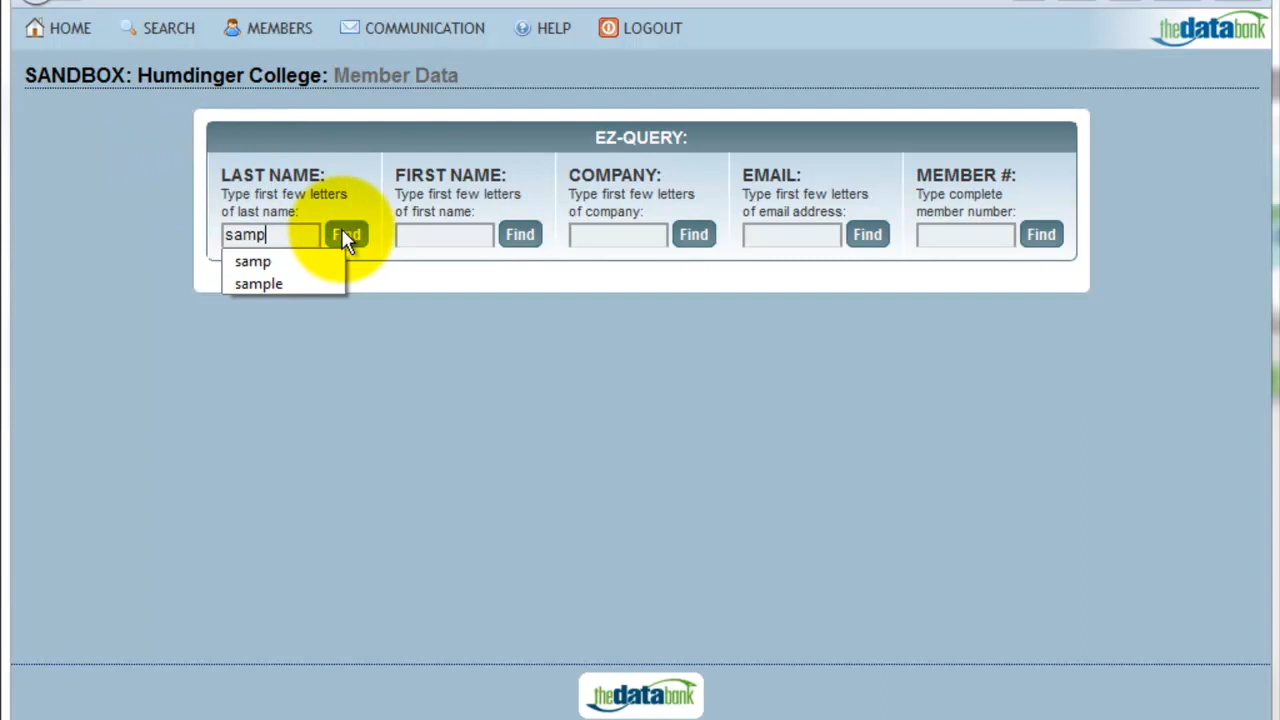 HOME SEARCH MEMBERS COMMUNICATION HELP LOGOUT
thedatabank
SANDBOX: Humdinger College: Member Data
EZ-QUERY:
LAST NAME:
Type first few letters
of last name:
samp
Find
samp
sample
FIRST NAME:
Type first few letters
of first name:
Find
COMPANY:
Type first few letters
of company:
Find
EMAIL:
Type first few letters
of email address:
Find
MEMBER #:
Type complete
member number:
Find
thedatabank